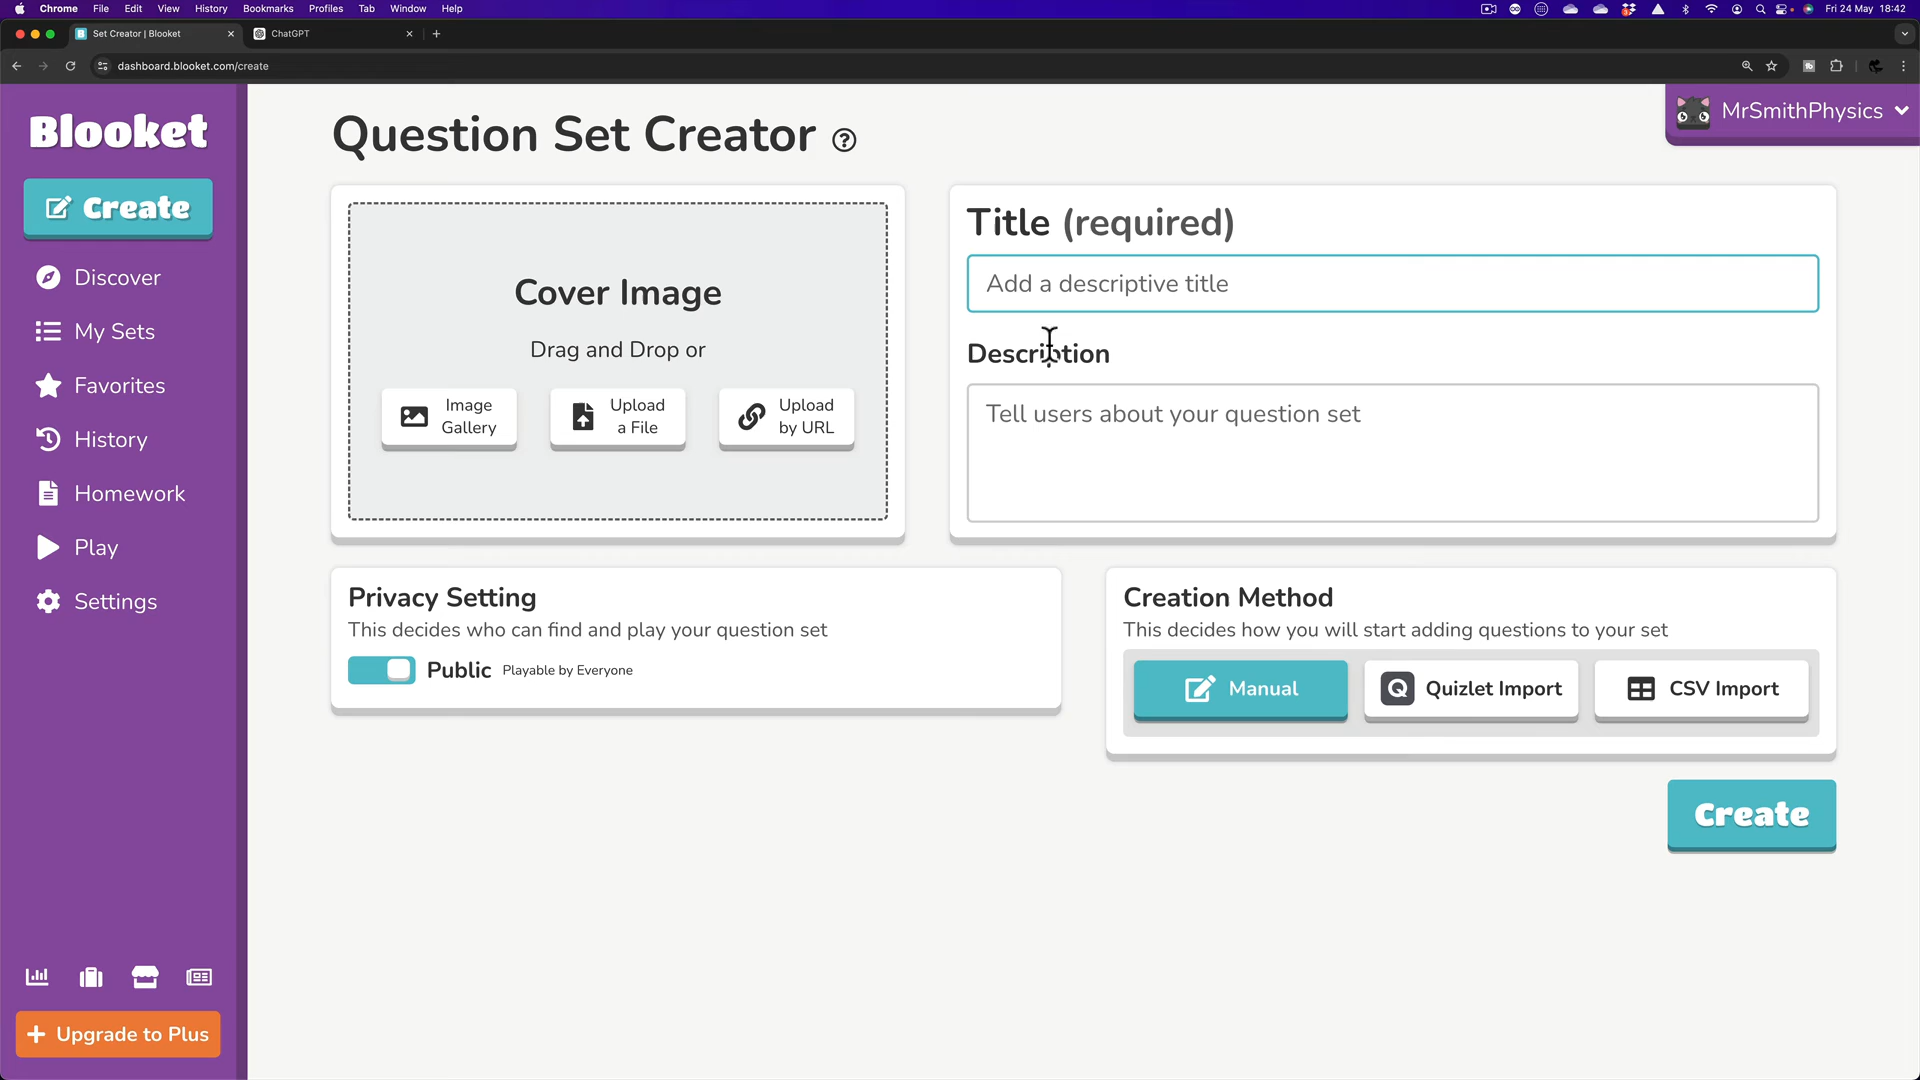 Chrome File Edit View History Bookmarks Profiles Tab Window Help
Fri 24 May 18:42
Set Creator | Blooket
ChatGPT
dashboard.blooket.com/create
Blooket
Create
Discover
My Sets
Favorites
History
Homework
Play
Settings
Upgrade to Plus
MrSmithPhysics
Question Set Creator
Cover Image
Drag and Drop or
Image
Gallery
Upload
a File
Upload
by URL
Title (required)
Add a descriptive title
Description
Tell users about your question set
Privacy Setting
This decides who can find and play your question set
Public Playable by Everyone
Creation Method
This decides how you will start adding questions to your set
Manual
Quizlet Import
CSV Import
Create